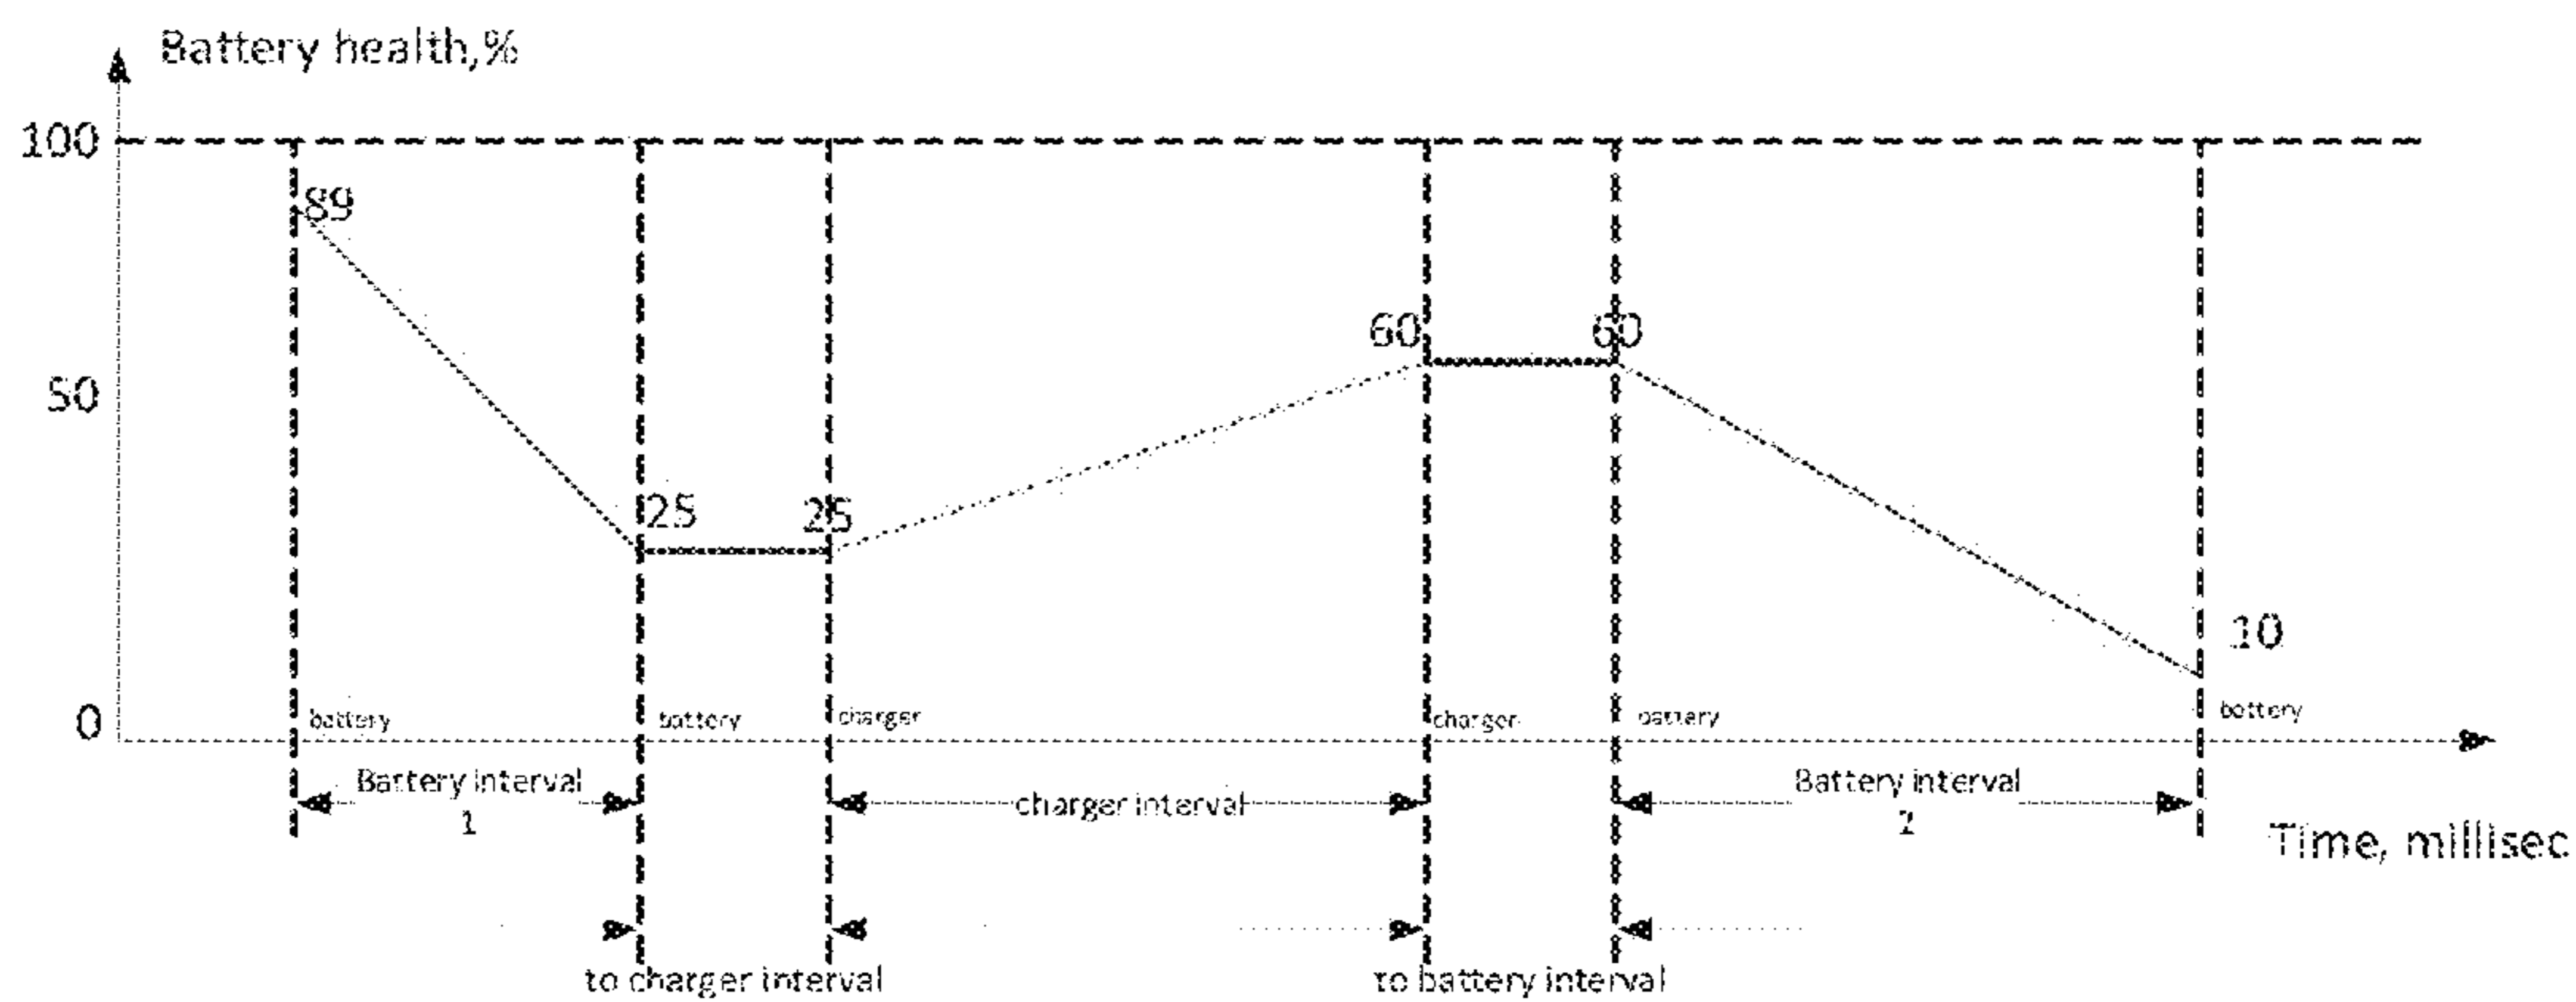 Battery health,%
100
89
60
60
50
25
25
10
0
battery
battery
charger
charger
battery
battery
Battery interval
1
charger interval
Battery interval
2
Time, millisec
to charger interval
to battery interval